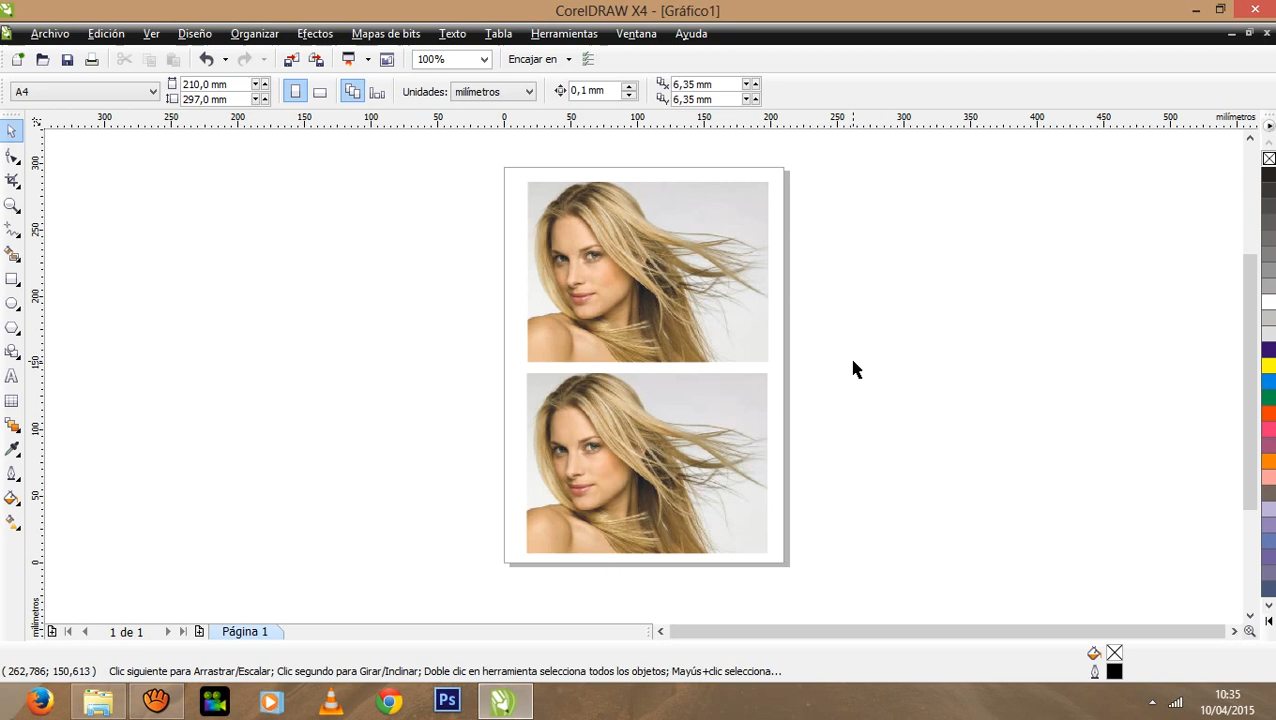 CorelDRAW X4 - [Gráfico1]
Archivo Edición Ver Diseño Organizar Efectos Mapas de bits Texto Tabla Herramientas Ventana Ayuda
100% Encajar en
A4 210,0 mm 297,0 mm Unidades: milímetros 0,1 mm 6,35 mm 6,35 mm
300 250 200 150 100 50 0 50 100 150 200 250 300 350 400 450 500 milímetros
300
250
200
150
100
50
0
milímetros
1 de 1 Página 1
( 262,786; 150,613 ) Clic siguiente para Arrastrar/Escalar; Clic segundo para Girar/Inclinar; Doble clic en herramienta selecciona todos los objetos; Mayús+clic selecciona...
Ps
10:35
10/04/2015